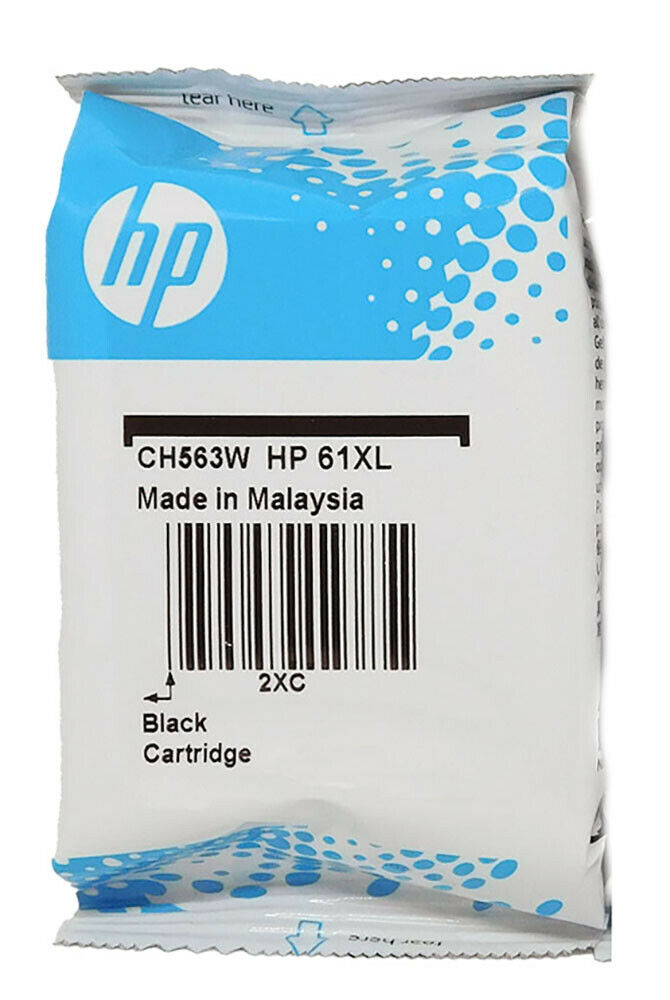 tear here
hp
CH563W HP 61XL
Made in Malaysia
2XC
Black
Cartridge
tear here